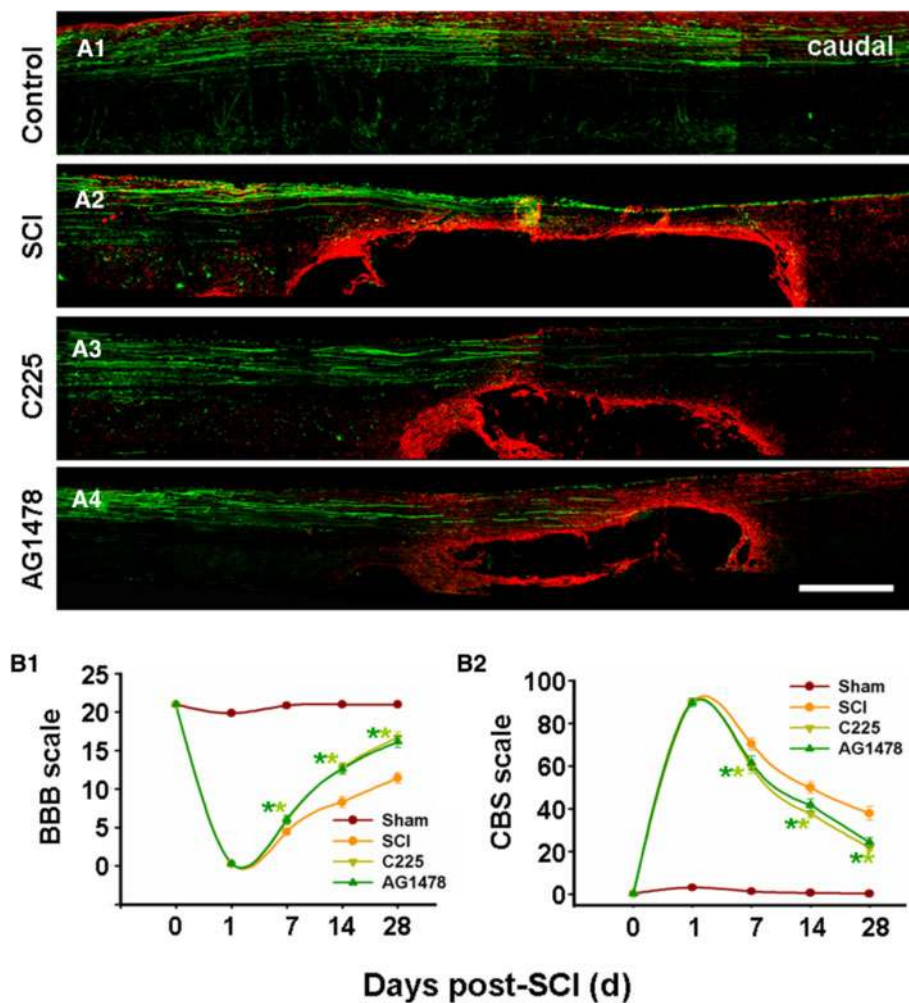 Control
A1
caudal
SCI
A2
C225
A3
AG1478
A4
B1
BBB scale
25
20
15
10
5
0
**
**
**
Sham
SCI
C225
AG1478
0 1 7 14 28
B2
CBS scale
100
80
60
40
20
0
Sham
SCI
C225
AG1478
**
**
**
0 1 7 14 28
Days post-SCI (d)